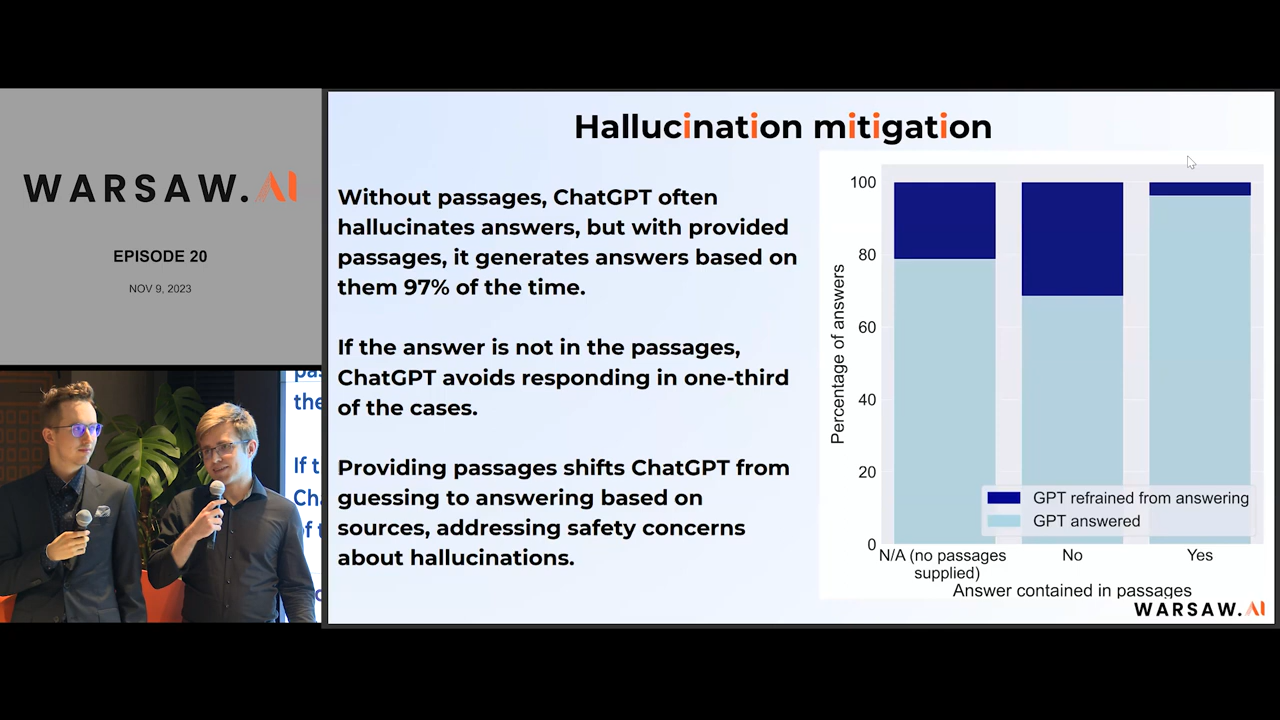 WARSAW.AI
EPISODE 20
NOV 9, 2023
Hallucination mitigation
Without passages, ChatGPT often
hallucinates answers, but with provided
passages, it generates answers based on
them 97% of the time.
If the answer is not in the passages,
ChatGPT avoids responding in one-third
of the cases.
Providing passages shifts ChatGPT from
guessing to answering based on
sources, addressing safety concerns
about hallucinations.
Percentage of answers
100
80
60
40
20
0
GPT refrained from answering
GPT answered
N/A (no passages
supplied)
No
Yes
Answer contained in passages
WARSAW.AI
the
If t
Ch